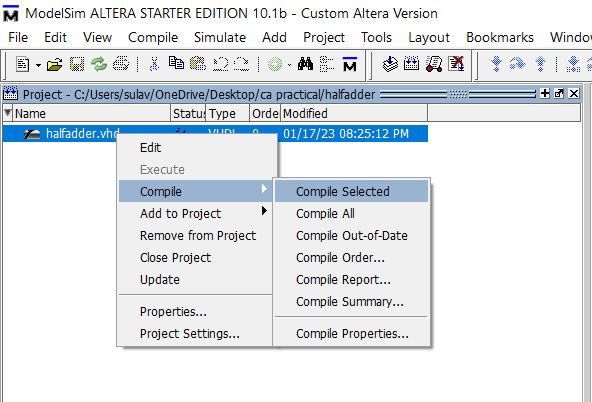 ModelSim ALTERA STARTER EDITION 10.1b - Custom Altera Version
File Edit View Compile Simulate Add Project Tools Layout Bookmarks Window
Project - C:/Users/sulav/OneDrive/Desktop/ca practical/halfadder
Name Status Type Order Modified
halfadder.vhd VHDL 0 01/17/23 08:25:12 PM
Edit
Execute
Compile
Add to Project
Remove from Project
Close Project
Update
Properties...
Project Settings...
Compile Selected
Compile All
Compile Out-of-Date
Compile Order...
Compile Report...
Compile Summary...
Compile Properties...